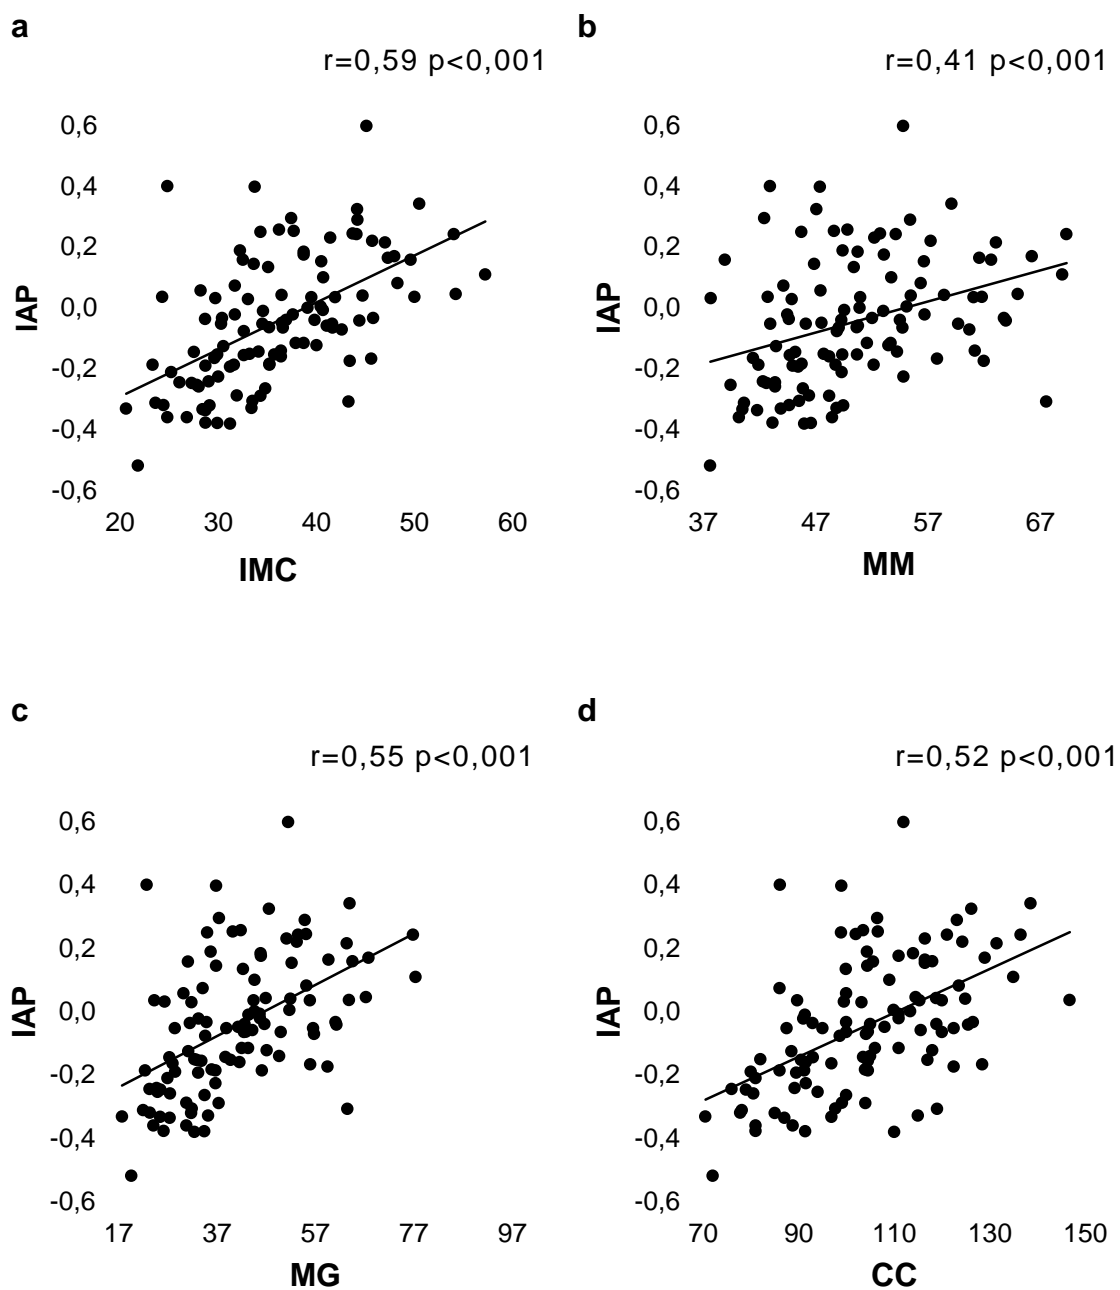 a
r=0,59 p<0,001
0,6
0,4
0,2
0,0
-0,2
-0,4
-0,6
IAP
20 30 40 50 60
IMC
b
r=0,41 p<0,001
0,6
0,4
0,2
0,0
-0,2
-0,4
-0,6
IAP
37 47 57 67
MM
c
r=0,55 p<0,001
0,6
0,4
0,2
0,0
-0,2
-0,4
-0,6
IAP
17 37 57 77 97
MG
d
r=0,52 p<0,001
0,6
0,4
0,2
0,0
-0,2
-0,4
-0,6
IAP
70 90 110 130 150
CC